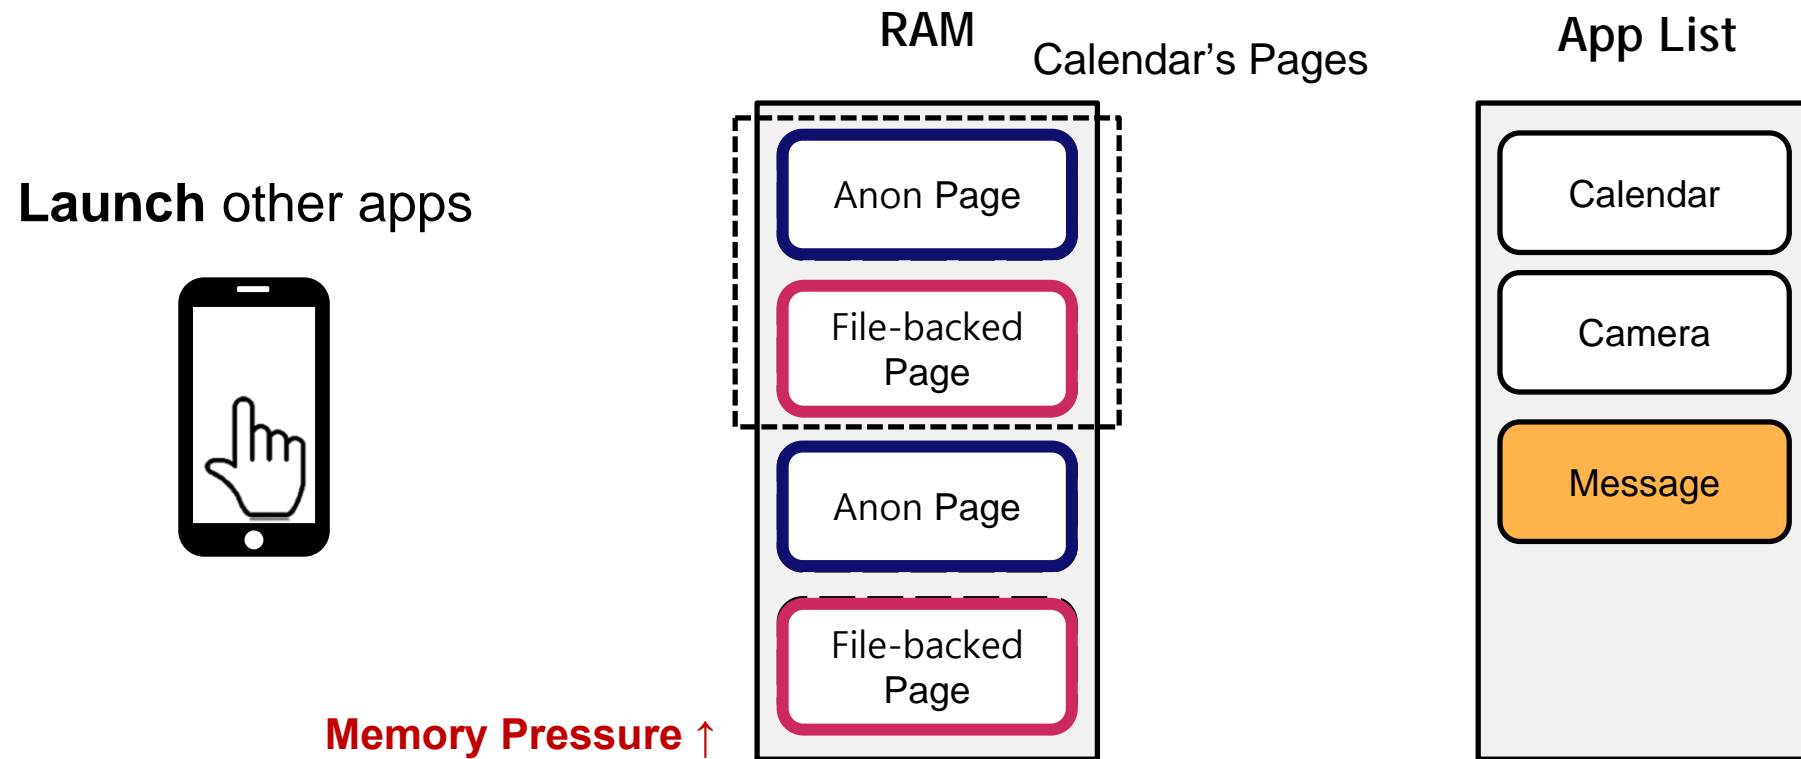 Launch other apps
Memory Pressure ↑
RAM
Calendar's Pages
Anon Page
File-backed
Page
Anon Page
File-backed
Page
App List
Calendar
Camera
Message